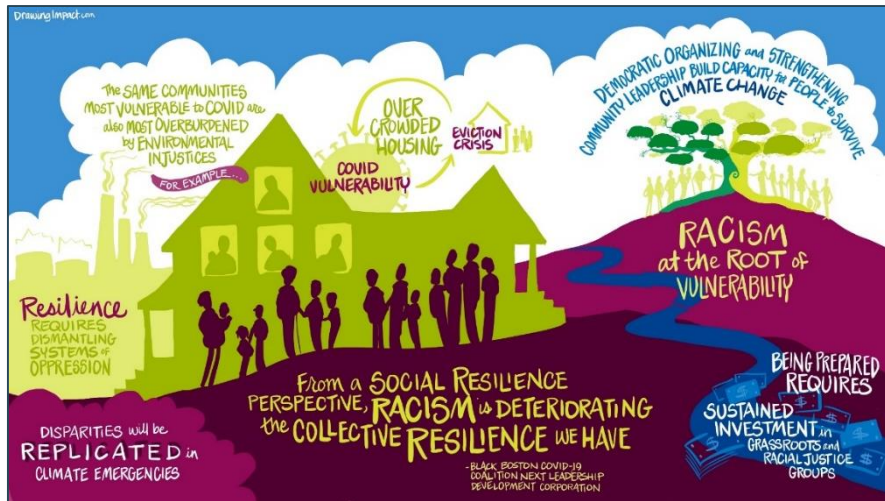 DrawingImpact.com
The SAME COMMUNITIES
MOST VULNERABLE to COVID are
also MOST OVERBURDENED
by ENVIRONMENTAL
INJUSTICES
FOR EXAMPLE...
OVER
CROWDED
HOUSING
EVICTION
CRISIS
COVID
VULNERABILITY
DEMOCRATIC ORGANIZING and STRENGTHENING
COMMUNITY LEADERSHIP BUILD CAPACITY for PEOPLE to SURVIVE
CLIMATE CHANGE
RACISM
at the ROOT of
VULNERABILITY
Resilience
REQUIRES
DISMANTLING
SYSTEMS of
OPPRESSION
From a SOCIAL RESILIENCE
PERSPECTIVE, RACISM is DETERIORATING
the COLLECTIVE RESILIENCE WE HAVE
-BLACK BOSTON COVID-19
COALITION NEXT LEADERSHIP
DEVELOPMENT CORPORATION
DISPARITIES will be
REPLICATED in
CLIMATE EMERGENCIES
BEING PREPARED
REQUIRES
SUSTAINED
INVESTMENT in
GRASSROOTS and
RACIAL JUSTICE
GROUPS